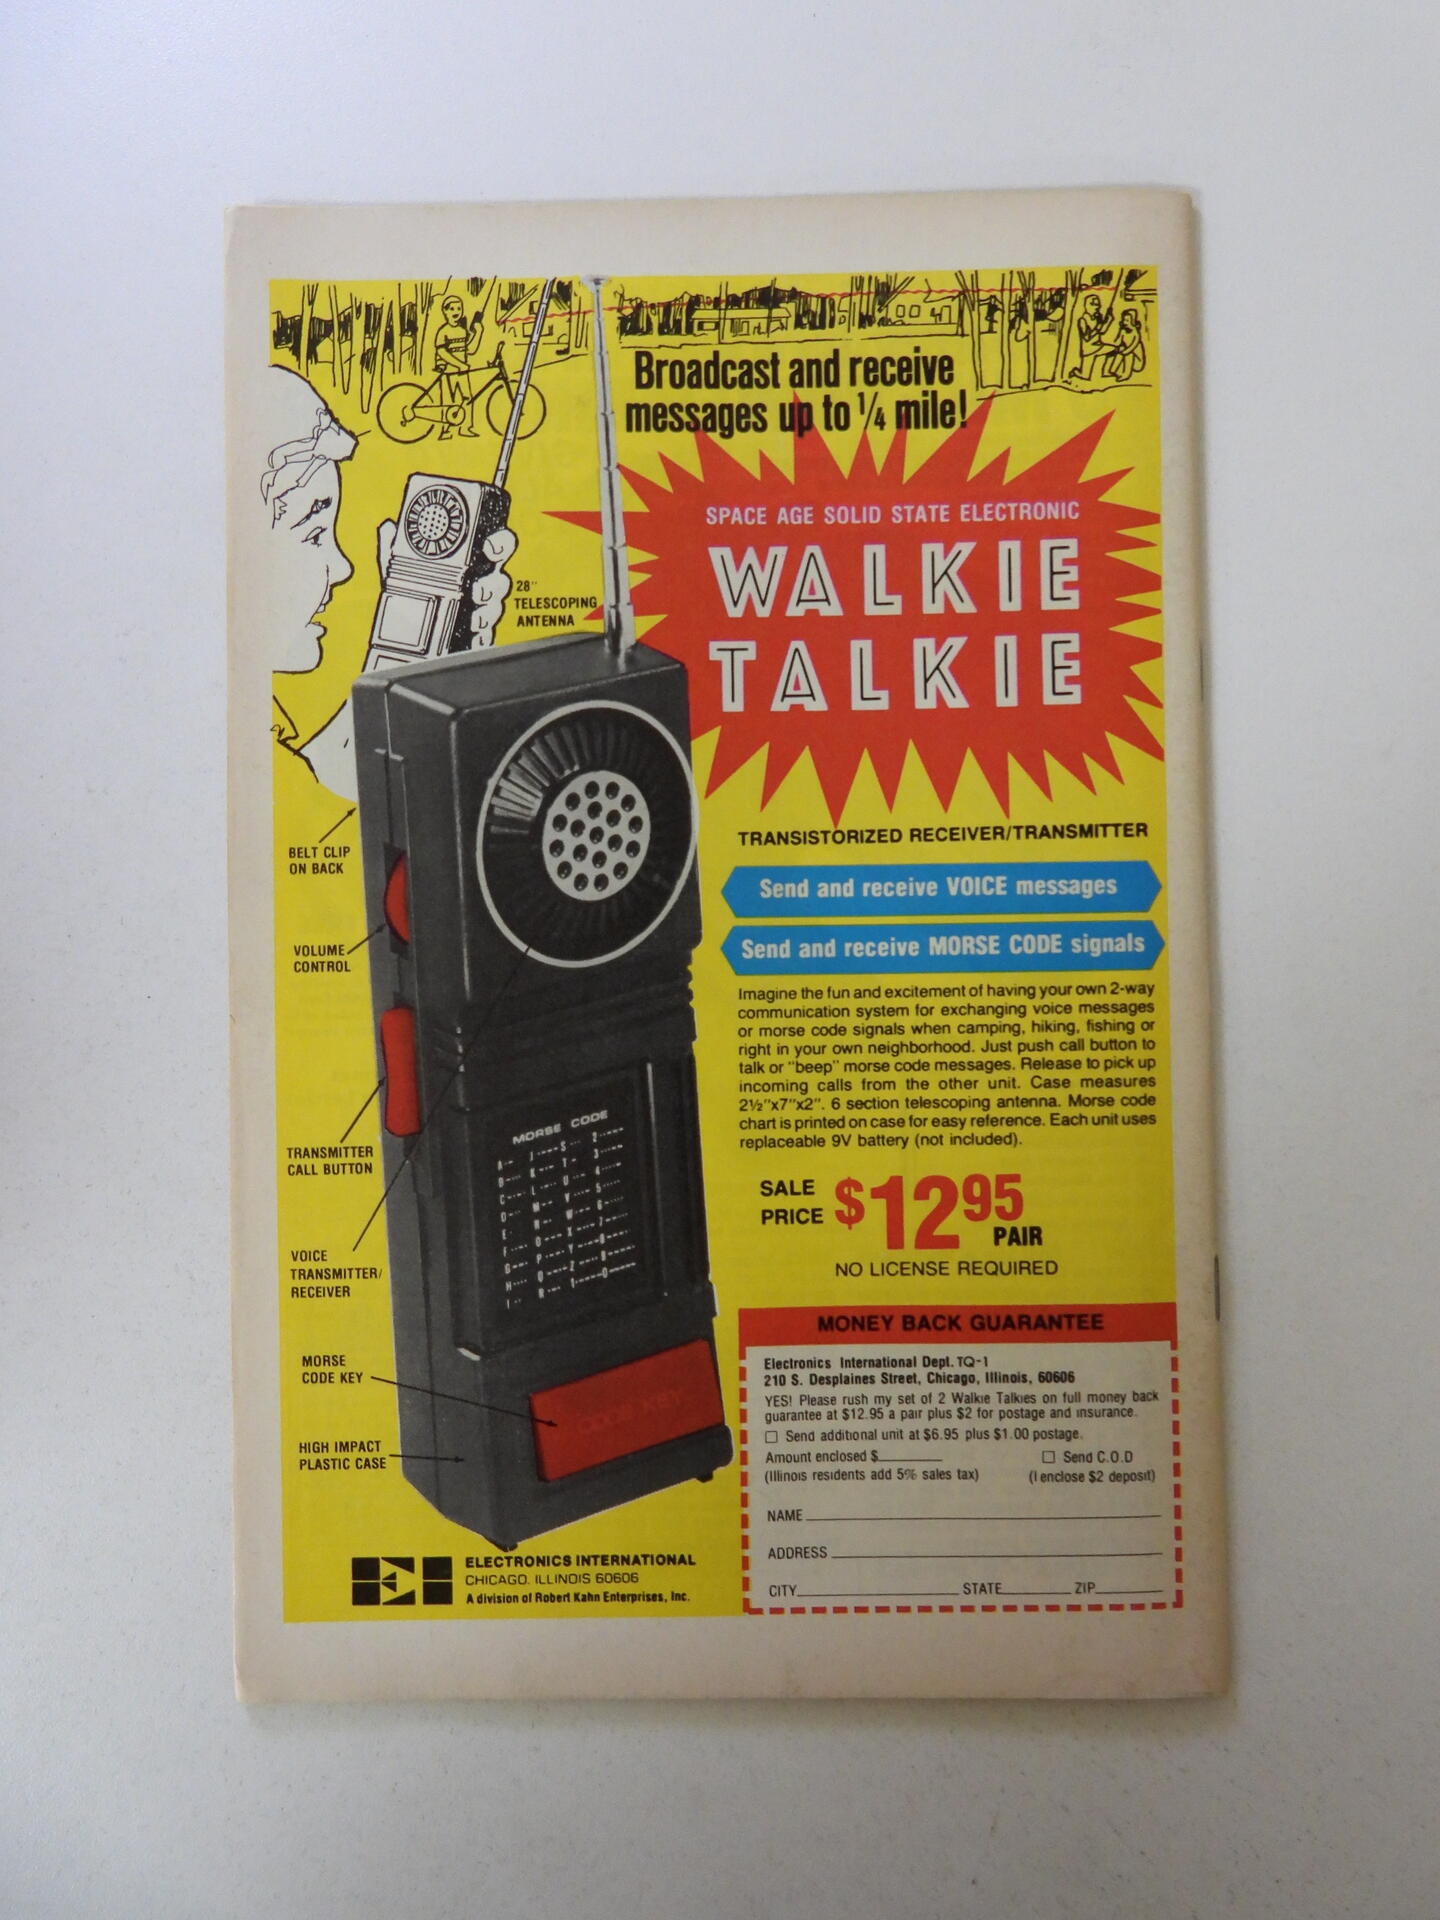 Broadcast and receive
messages up to 1/4 mile!
SPACE AGE SOLID STATE ELECTRONIC
WALKIE
TALKIE
28"
TELESCOPING
ANTENNA
BELT CLIP
ON BACK
VOLUME
CONTROL
TRANSMITTER
CALL BUTTON
VOICE
TRANSMITTER/
RECEIVER
MORSE
CODE KEY
HIGH IMPACT
PLASTIC CASE
MORSE CODE
CODE KEY
TRANSISTORIZED RECEIVER/TRANSMITTER
Send and receive VOICE messages
Send and receive MORSE CODE signals
Imagine the fun and excitement of having your own 2-way
communication system for exchanging voice messages
or morse code signals when camping, hiking, fishing or
right in your own neighborhood. Just push call button to
talk or "beep" morse code messages. Release to pick up
incoming calls from the other unit. Case measures
2½"x7"x2". 6 section telescoping antenna. Morse code
chart is printed on case for easy reference. Each unit uses
replaceable 9V battery (not included).
SALE
PRICE $12.95
PAIR
NO LICENSE REQUIRED
MONEY BACK GUARANTEE
Electronics International Dept. TQ-1
210 S. Desplaines Street, Chicago, Illinois, 60606
YES! Please rush my set of 2 Walkie Talkies on full money back
guarantee at $12.95 a pair plus $2 for postage and insurance.
☐ Send additional unit at $6.95 plus $1.00 postage.
Amount enclosed $________ ☐ Send C.O.D
(Illinois residents add 5% sales tax) (I enclose $2 deposit)
NAME
ADDRESS
CITY STATE ZIP
ELECTRONICS INTERNATIONAL
CHICAGO. ILLINOIS 60606
A division of Robert Kahn Enterprises, Inc.